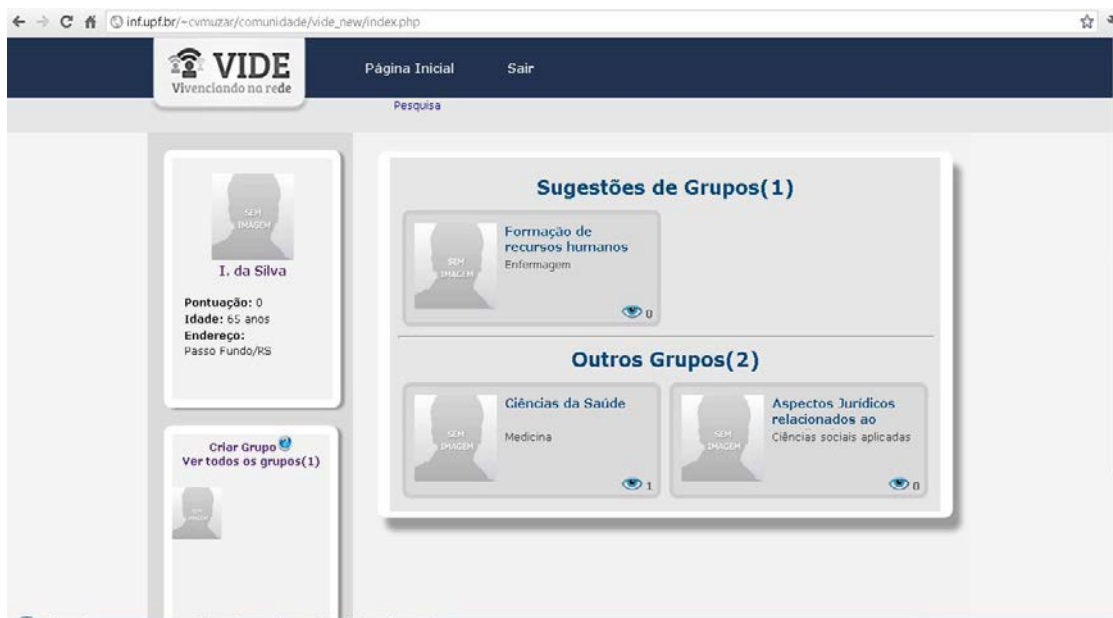 inf.upf.br/~cvmuzar/comunidade/vide_new/index.php
VIDE
Vivenciando na rede
Página Inicial
Sair
Pesquisa
SEM
IMAGEM
I. da Silva
Pontuação: 0
Idade: 65 anos
Endereço:
Passo Fundo/RS
Criar Grupo
Ver todos os grupos(1)
SEM
IMAGEM
Sugestões de Grupos(1)
SEM
IMAGEM
Formação de
recursos humanos
Enfermagem
0
Outros Grupos(2)
SEM
IMAGEM
Ciências da Saúde
Medicina
1
SEM
IMAGEM
Aspectos Jurídicos
relacionados ao
Ciências sociais aplicadas
0